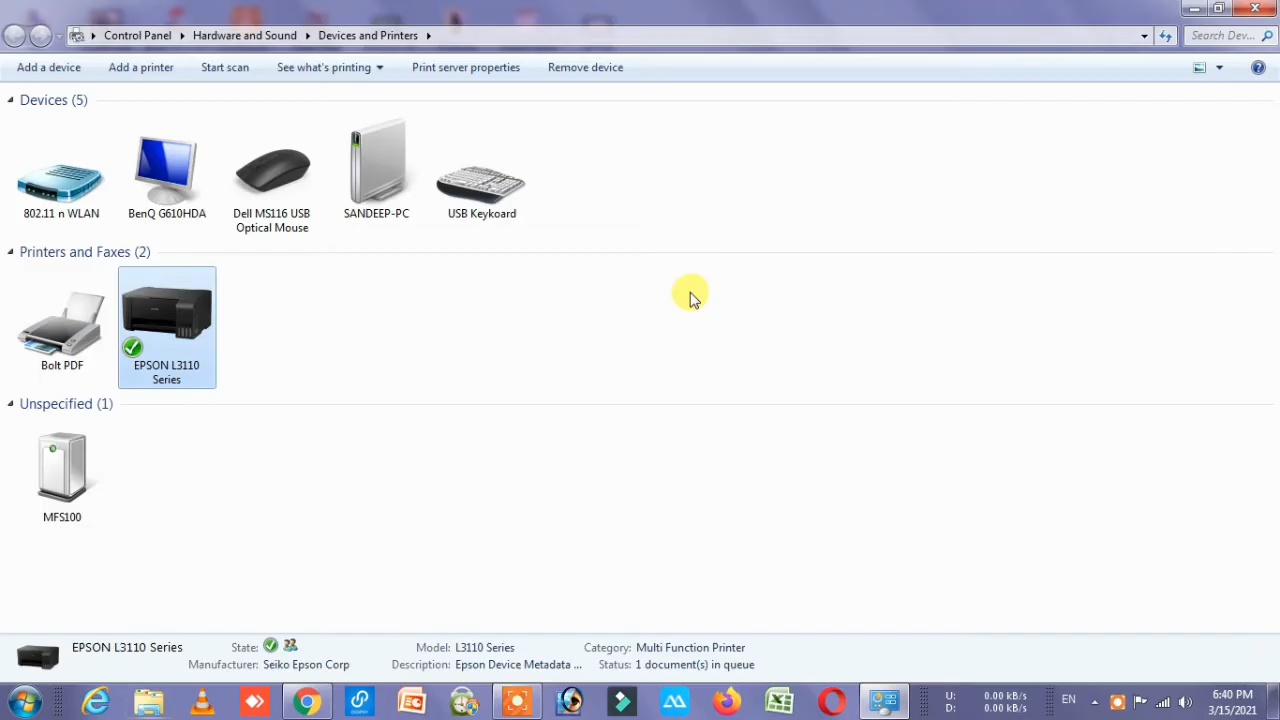 Control Panel Hardware and Sound Devices and Printers Search Dev...
Add a device Add a printer Start scan See what's printing Print server properties Remove device
Devices (5)
802.11 n WLAN BenQ G610HDA Dell MS116 USB Optical Mouse SANDEEP-PC USB Keykoard
Printers and Faxes (2)
Bolt PDF EPSON L3110 Series
Unspecified (1)
MFS100
EPSON L3110 Series State: Model: L3110 Series Category: Multi Function Printer
Manufacturer: Seiko Epson Corp Description: Epson Device Metadata ... Status: 1 document(s) in queue
U: 0.00 kB/s EN 6:40 PM
D: 0.00 kB/s 3/15/2021